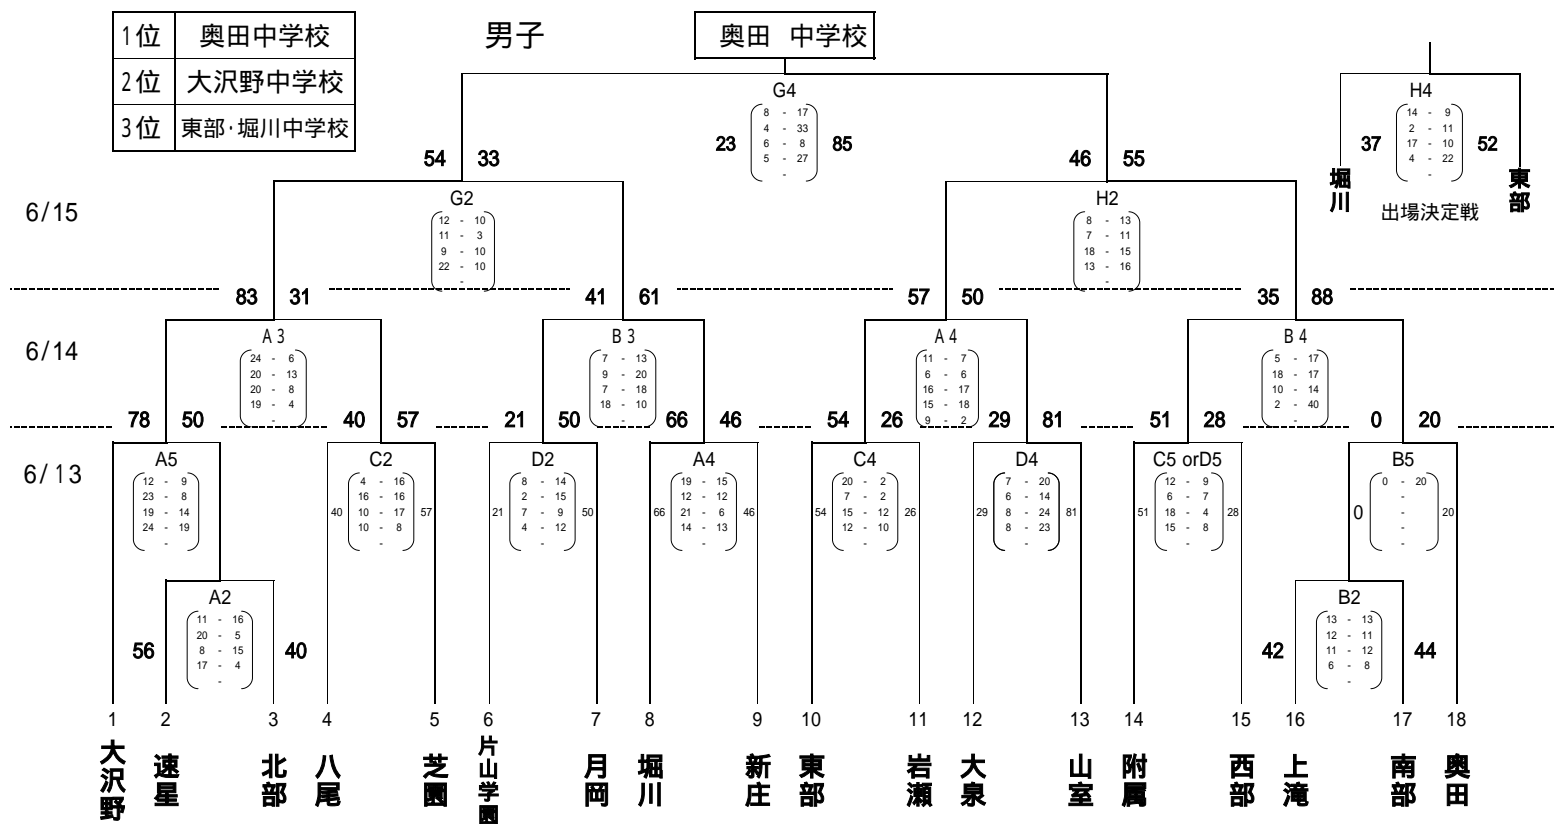 1位 奥田中学校
2位 大沢野中学校
3位 東部・堀川中学校
男子
奥田 中学校
G4
8 - 17
4 - 33
6 - 8
5 - 27
-
23 85
H4
14 - 9
2 - 11
17 - 10
4 - 22
-
37 52
堀川 東部
出場決定戦
54 33 46 55
6/15
G2
12 - 10
11 - 3
9 - 10
22 - 10
-
H2
8 - 13
7 - 11
18 - 15
13 - 16
-
83 31 41 61 57 50 35 88
6/14
A3
24 - 6
20 - 13
20 - 8
19 - 4
-
B3
7 - 13
9 - 20
7 - 18
18 - 10
-
A4
11 - 7
6 - 6
16 - 17
15 - 18
9 - 2
B4
5 - 17
18 - 17
10 - 14
2 - 40
-
78 50 40 57 21 50 66 46 54 26 29 81 51 28 0 20
6/13
A5
12 - 9
23 - 8
19 - 14
24 - 19
-
C2
4 - 16
16 - 16
10 - 17
10 - 8
-
40 57
D2
8 - 14
2 - 15
7 - 9
4 - 12
-
21 50
A4
19 - 15
12 - 12
21 - 6
14 - 13
-
66 46
C4
20 - 2
7 - 2
15 - 12
12 - 10
-
54 26
D4
7 - 20
6 - 14
8 - 24
8 - 23
-
29 81
C5 orD5
12 - 9
6 - 7
18 - 4
15 - 8
-
51 28
B5
0 - 20
-
-
-
-
0 20
A2
11 - 16
20 - 5
8 - 15
17 - 4
-
56 40
B2
13 - 13
12 - 11
11 - 12
6 - 8
-
42 44
1 2 3 4 5 6 7 8 9 10 11 12 13 14 15 16 17 18
大沢野 速星 北部 八尾 芝園 片山学園 月岡 堀川 新庄 東部 岩瀬 大泉 山室 附属 西部 上滝 南部 奥田